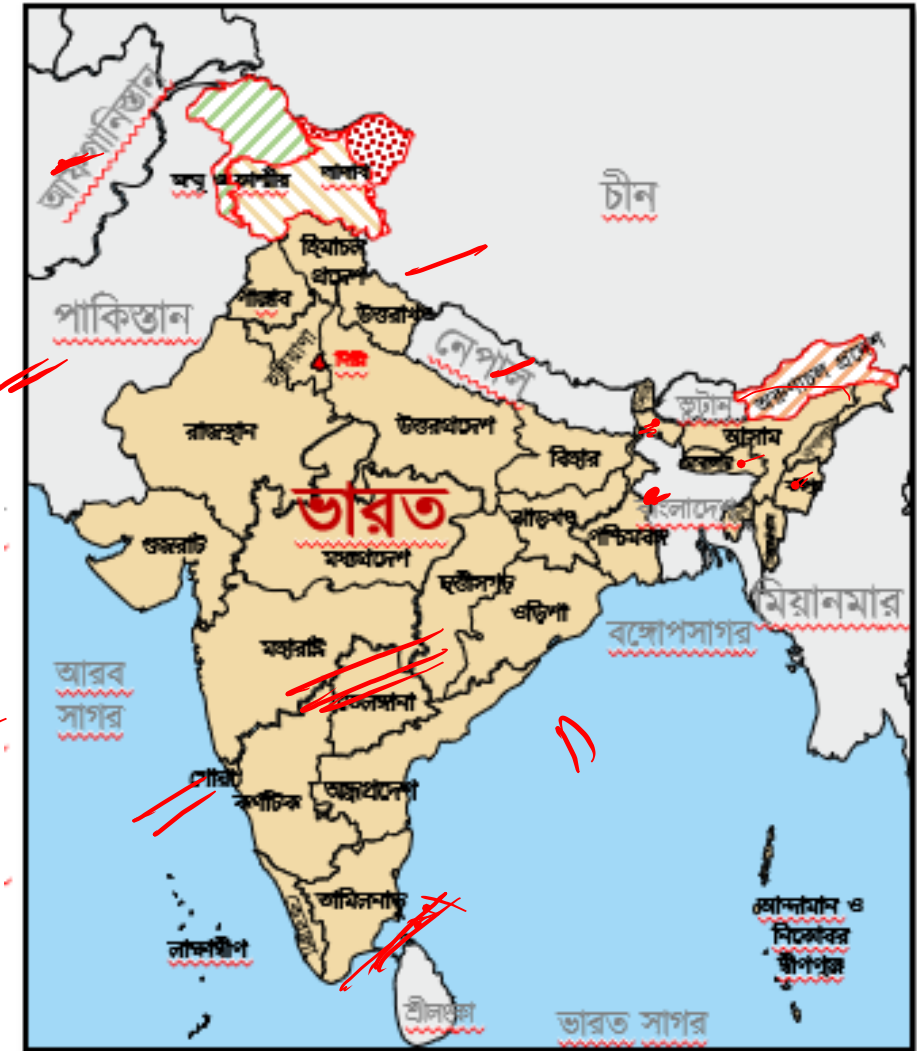 আফগানিস্তান
চীন
জম্মু ও কাশ্মীর
লাদাখ
হিমাচল
প্রদেশ
পাঞ্জাব
উত্তরাখণ্ড
পাকিস্তান
নেপাল
হরিয়ানা
দিল্লি
ভুটান
অরুণাচল প্রদেশ
রাজস্থান
উত্তরপ্রদেশ
আসাম
বিহার
মেঘালয়
ভারত
ঝাড়খণ্ড
বাংলাদেশ
পশ্চিমবঙ্গ
গুজরাট
মধ্যপ্রদেশ
ছত্তীসগড়
ওড়িশা
মিয়ানমার
বঙ্গোপসাগর
মহারাষ্ট্র
আরব
সাগর
তেলঙ্গানা
গোয়া
কর্ণাটক
অন্ধ্রপ্রদেশ
তামিলনাড়ু
কেরালা
লাক্ষাদ্বীপ
আন্দামান ও
নিকোবর
দ্বীপপুঞ্জ
শ্রীলঙ্কা
ভারত সাগর